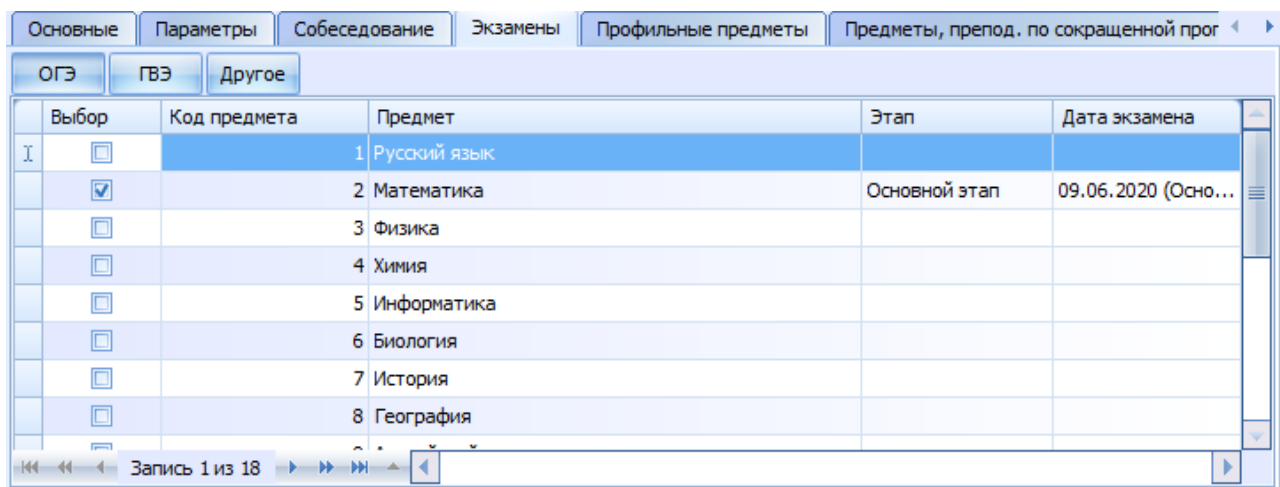 Основные Параметры Собеседование Экзамены Профильные предметы Предметы, препод. по сокращенной прог
ОГЭ ГВЭ Другое
Выбор Код предмета Предмет Этап Дата экзамена
1 Русский язык
2 Математика Основной этап 09.06.2020 (Осно...
3 Физика
4 Химия
5 Информатика
6 Биология
7 История
8 География
Запись 1 из 18